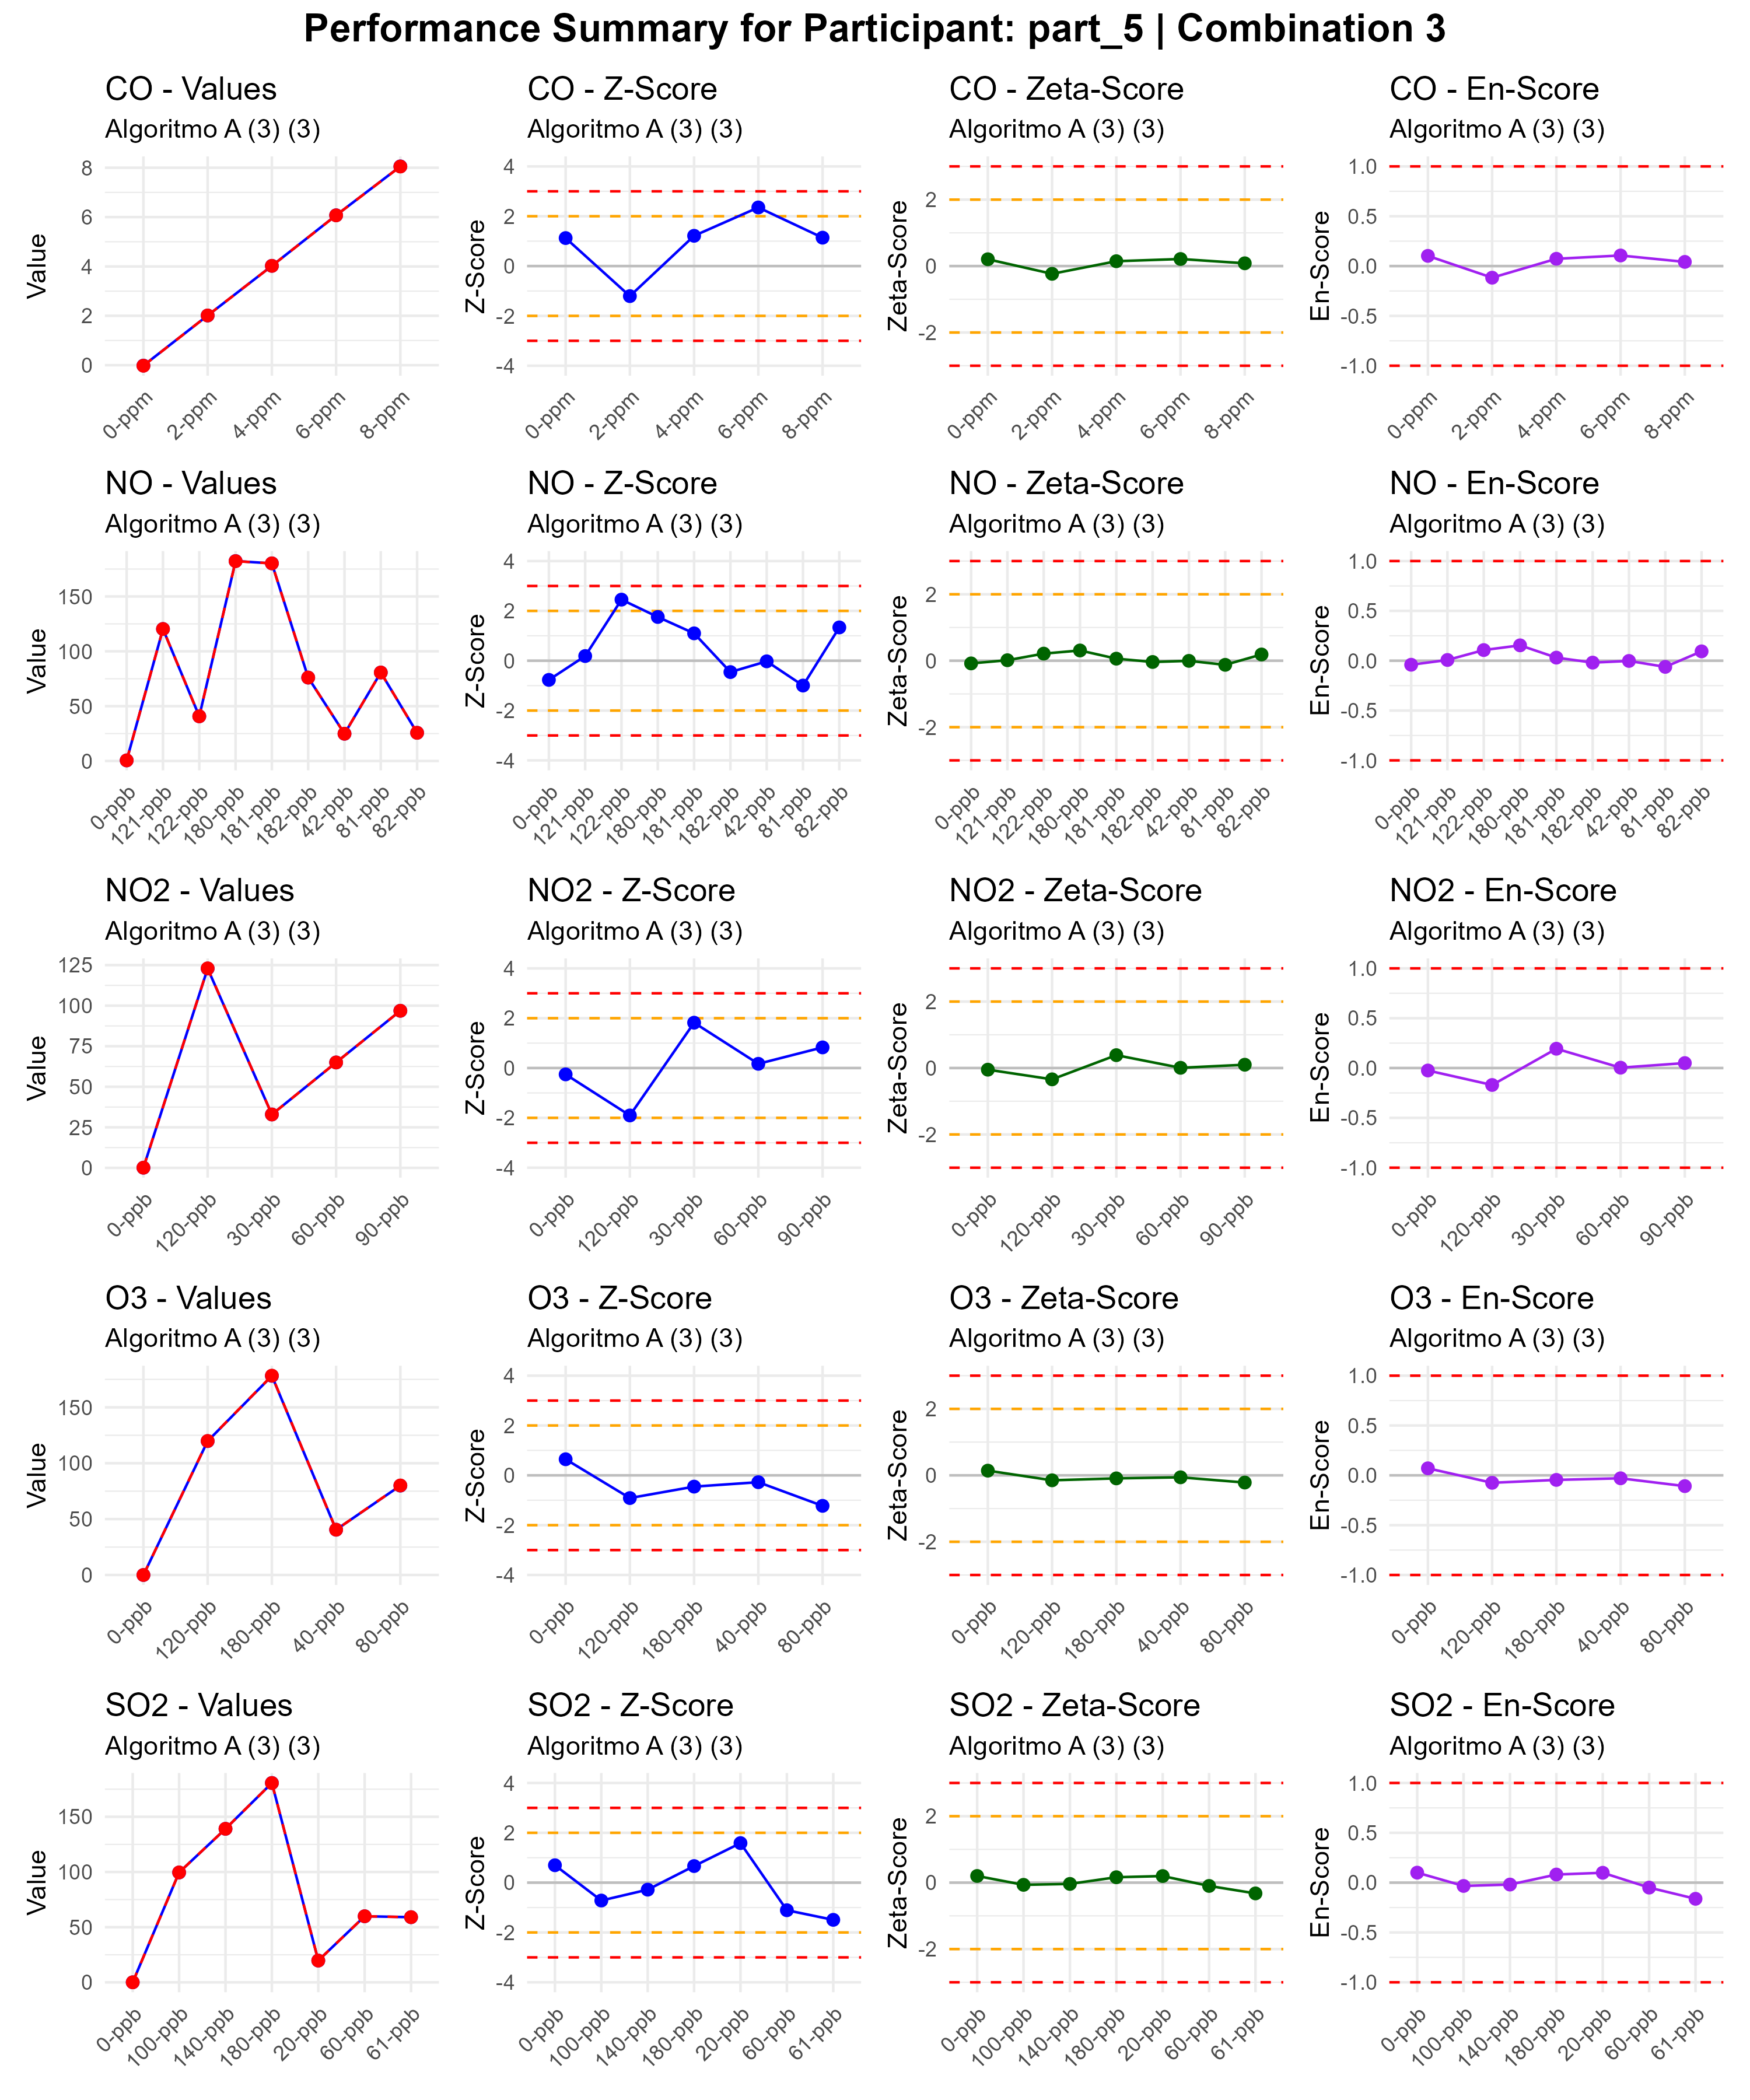 Performance Summary for Participant: part_5 | Combination 3
CO - Values
Algoritmo A (3) (3)
Value
8
6
4
2
0
0-ppm
2-ppm
4-ppm
6-ppm
8-ppm
CO - Z-Score
Algoritmo A (3) (3)
Z-Score
4
2
0
-2
-4
0-ppm
2-ppm
4-ppm
6-ppm
8-ppm
CO - Zeta-Score
Algoritmo A (3) (3)
Zeta-Score
2
0
-2
0-ppm
2-ppm
4-ppm
6-ppm
8-ppm
CO - En-Score
Algoritmo A (3) (3)
En-Score
1.0
0.5
0.0
-0.5
-1.0
0-ppm
2-ppm
4-ppm
6-ppm
8-ppm
NO - Values
Algoritmo A (3) (3)
Value
150
100
50
0
0-ppb
121-ppb
122-ppb
180-ppb
181-ppb
182-ppb
42-ppb
81-ppb
82-ppb
NO - Z-Score
Algoritmo A (3) (3)
Z-Score
4
2
0
-2
-4
0-ppb
121-ppb
122-ppb
180-ppb
181-ppb
182-ppb
42-ppb
81-ppb
82-ppb
NO - Zeta-Score
Algoritmo A (3) (3)
Zeta-Score
2
0
-2
0-ppb
121-ppb
122-ppb
180-ppb
181-ppb
182-ppb
42-ppb
81-ppb
82-ppb
NO - En-Score
Algoritmo A (3) (3)
En-Score
1.0
0.5
0.0
-0.5
-1.0
0-ppb
121-ppb
122-ppb
180-ppb
181-ppb
182-ppb
42-ppb
81-ppb
82-ppb
NO2 - Values
Algoritmo A (3) (3)
Value
125
100
75
50
25
0
0-ppb
120-ppb
30-ppb
60-ppb
90-ppb
NO2 - Z-Score
Algoritmo A (3) (3)
Z-Score
4
2
0
-2
-4
0-ppb
120-ppb
30-ppb
60-ppb
90-ppb
NO2 - Zeta-Score
Algoritmo A (3) (3)
Zeta-Score
2
0
-2
0-ppb
120-ppb
30-ppb
60-ppb
90-ppb
NO2 - En-Score
Algoritmo A (3) (3)
En-Score
1.0
0.5
0.0
-0.5
-1.0
0-ppb
120-ppb
30-ppb
60-ppb
90-ppb
O3 - Values
Algoritmo A (3) (3)
Value
150
100
50
0
0-ppb
120-ppb
180-ppb
40-ppb
80-ppb
O3 - Z-Score
Algoritmo A (3) (3)
Z-Score
4
2
0
-2
-4
0-ppb
120-ppb
180-ppb
40-ppb
80-ppb
O3 - Zeta-Score
Algoritmo A (3) (3)
Zeta-Score
2
0
-2
0-ppb
120-ppb
180-ppb
40-ppb
80-ppb
O3 - En-Score
Algoritmo A (3) (3)
En-Score
1.0
0.5
0.0
-0.5
-1.0
0-ppb
120-ppb
180-ppb
40-ppb
80-ppb
SO2 - Values
Algoritmo A (3) (3)
Value
150
100
50
0
0-ppb
100-ppb
140-ppb
180-ppb
20-ppb
60-ppb
61-ppb
SO2 - Z-Score
Algoritmo A (3) (3)
Z-Score
4
2
0
-2
-4
0-ppb
100-ppb
140-ppb
180-ppb
20-ppb
60-ppb
61-ppb
SO2 - Zeta-Score
Algoritmo A (3) (3)
Zeta-Score
2
0
-2
0-ppb
100-ppb
140-ppb
180-ppb
20-ppb
60-ppb
61-ppb
SO2 - En-Score
Algoritmo A (3) (3)
En-Score
1.0
0.5
0.0
-0.5
-1.0
0-ppb
100-ppb
140-ppb
180-ppb
20-ppb
60-ppb
61-ppb